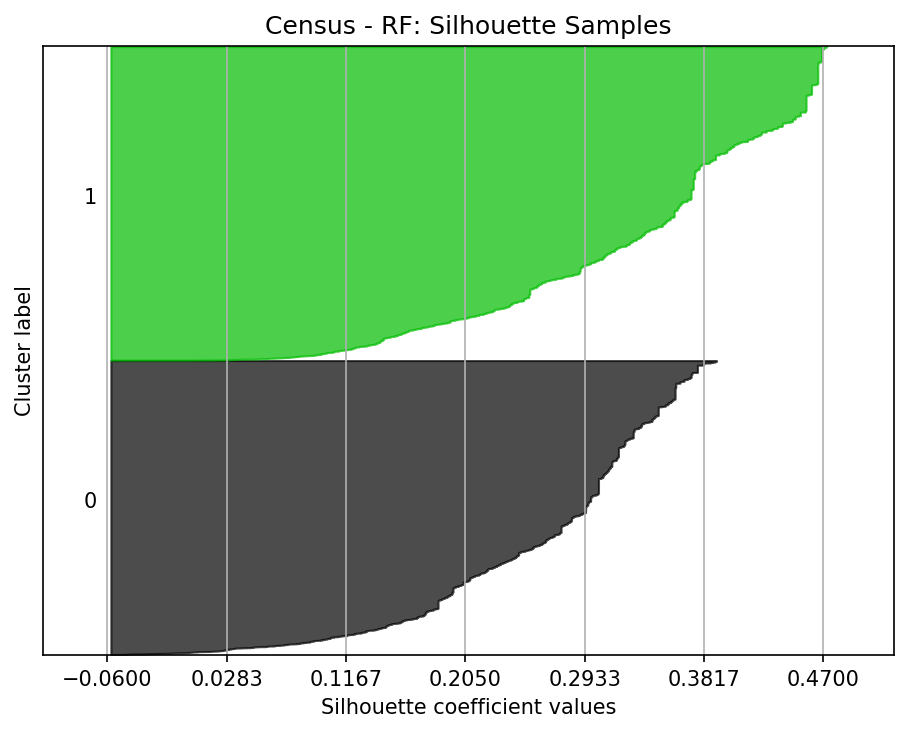 Census - RF: Silhouette Samples
Cluster label
1
0
−0.0600 0.0283 0.1167 0.2050 0.2933 0.3817 0.4700
Silhouette coefficient values